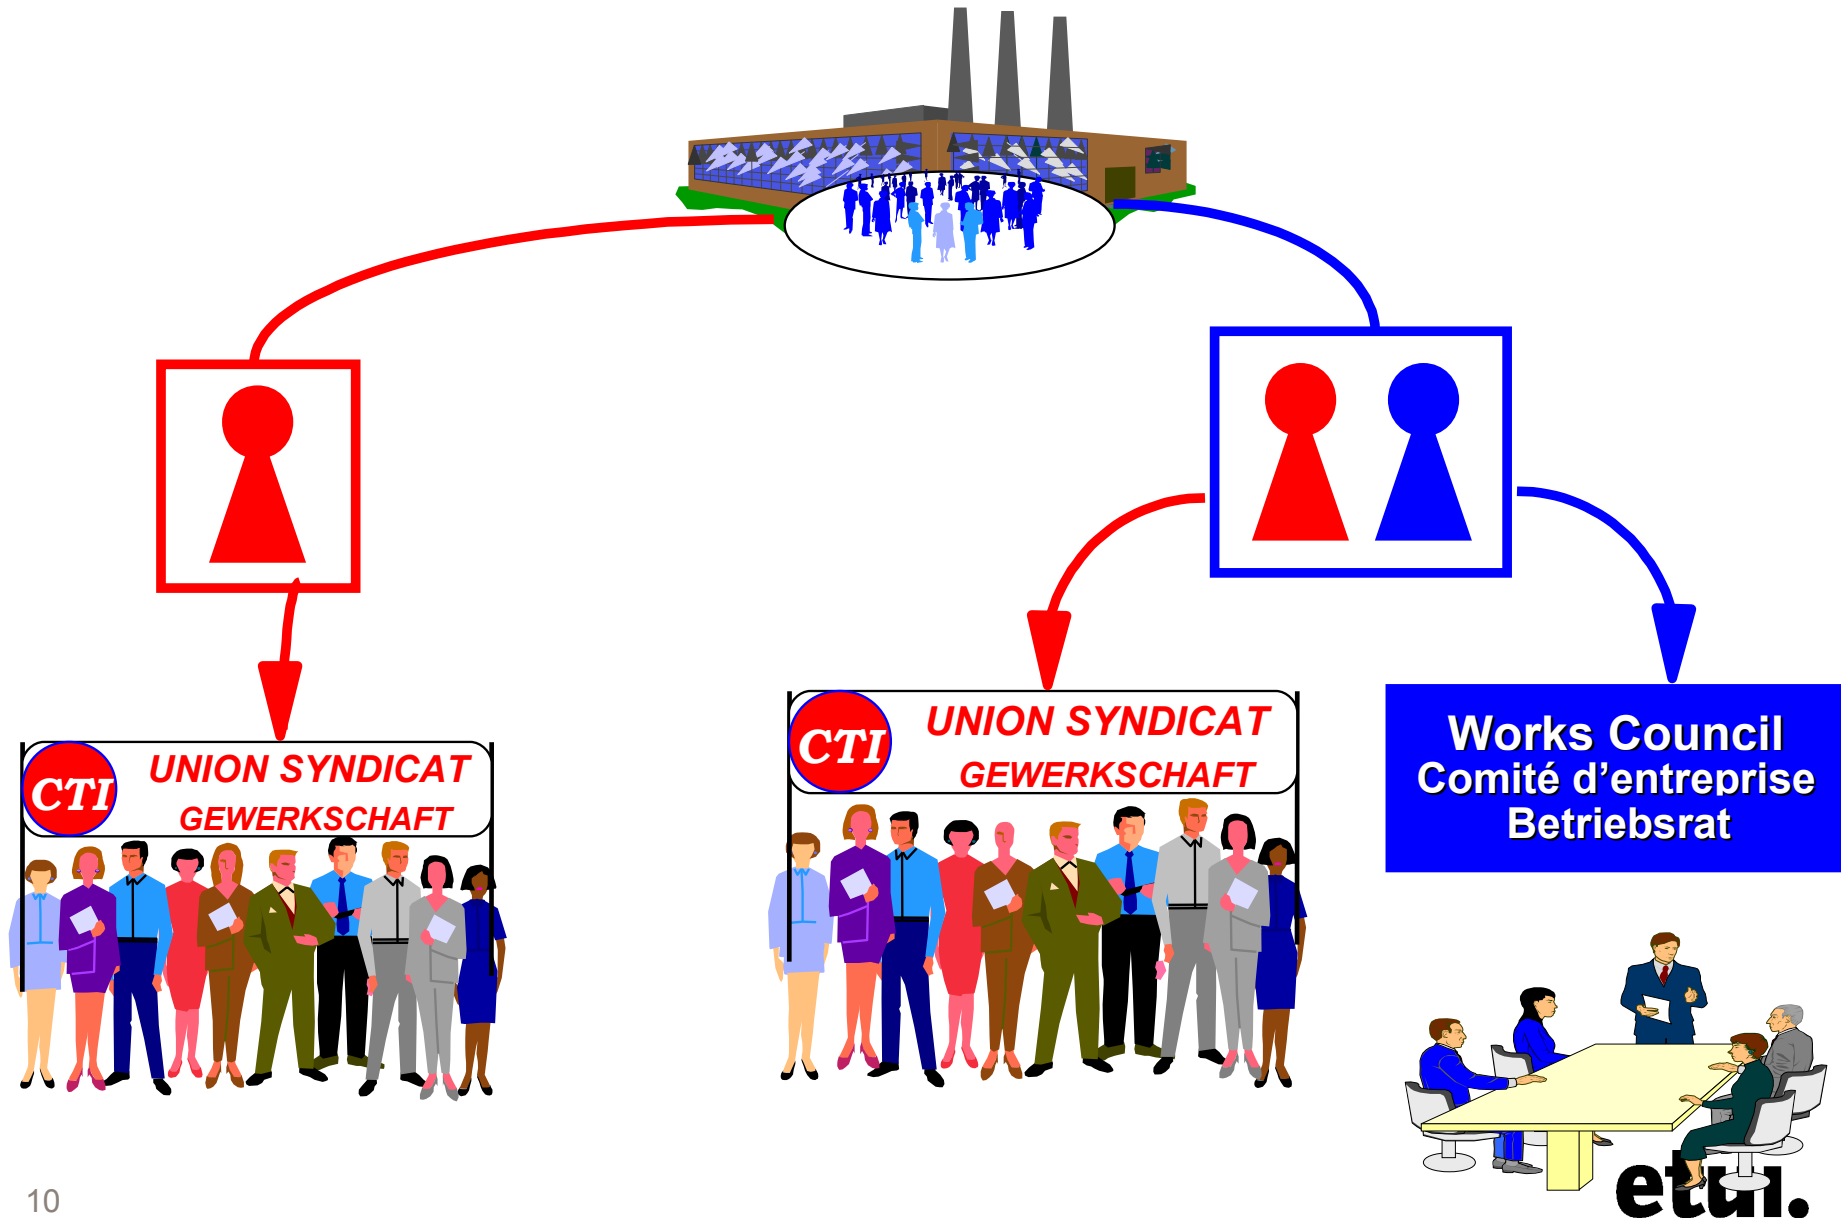 CTI
UNION SYNDICAT
GEWERKSCHAFT
CTI
UNION SYNDICAT
GEWERKSCHAFT
Works Council
Comité d’entreprise
Betriebsrat
etui.
10